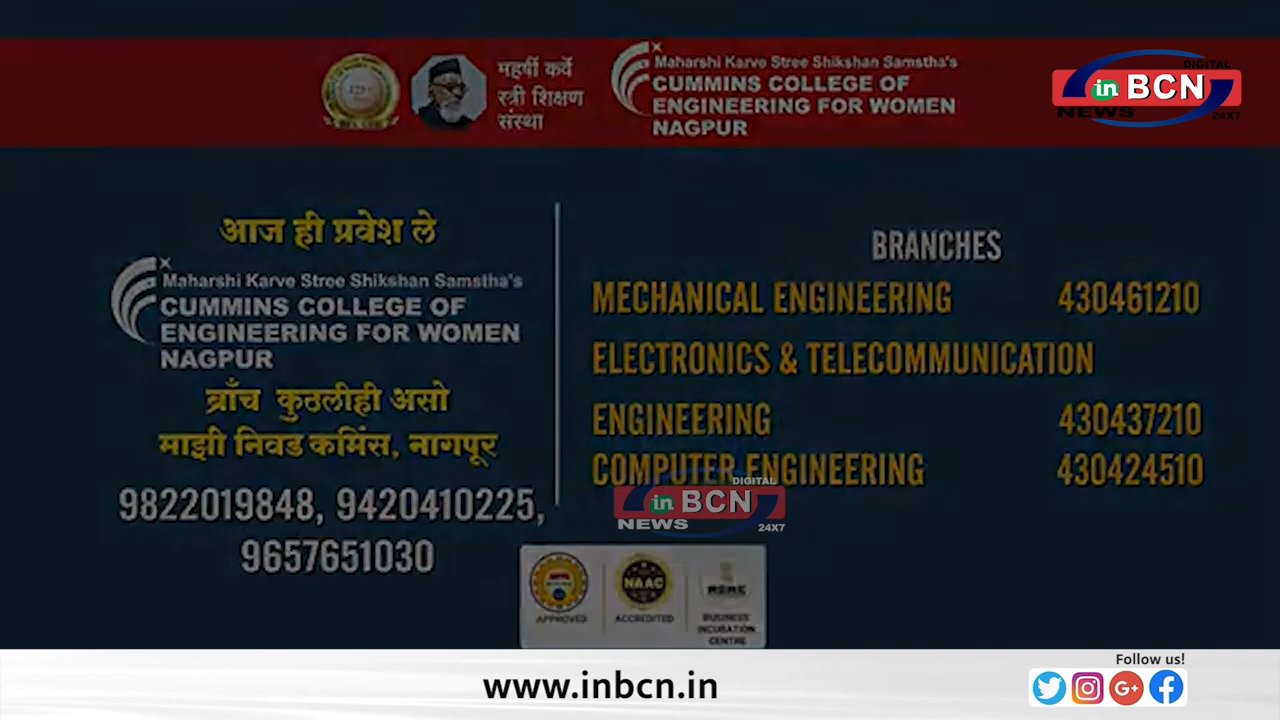 महर्षी कर्वे
स्त्री शिक्षण
संस्था
Maharshi Karve Stree Shikshan Samstha's
CUMMINS COLLEGE OF
ENGINEERING FOR WOMEN
NAGPUR
DIGITAL
in BCN
NEWS
24X7
आज ही प्रवेश ले
Maharshi Karve Stree Shikshan Samstha's
CUMMINS COLLEGE OF
ENGINEERING FOR WOMEN
NAGPUR
ब्राँच कुठलीही असो
माझी निवड कमिंस, नागपूर
9822019848, 9420410225,
9657651030
BRANCHES
MECHANICAL ENGINEERING 430461210
ELECTRONICS & TELECOMMUNICATION
ENGINEERING 430437210
COMPUTER ENGINEERING 430424510
DIGITAL
in BCN
NEWS
24X7
APPROVED
NAAC
ACCREDITED
BUSINESS
INCUBATION
CENTRE
www.inbcn.in
Follow us!
G+